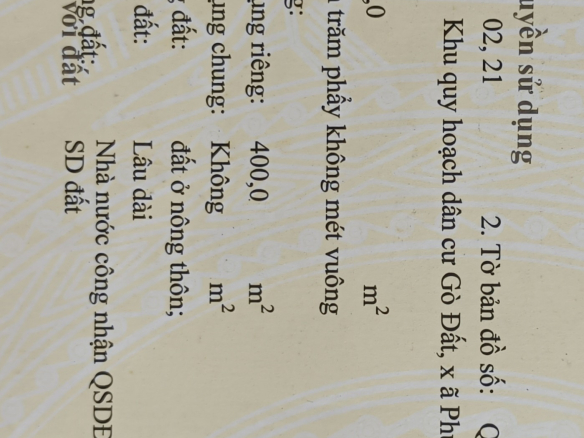 uyền sử dụng
02, 21 2. Tờ bản đồ số:
Khu quy hoạch dân cư Gò Đất, x ã Ph
,0 m²
trăm phẩy không mét vuông
g:
ụng riêng: 400,0 m²
ụng chung: Không m²
g đất: đất ở nông thôn;
đất: Lâu dài
ng đất: Nhà nước công nhận QSDĐ
với đất SD đất